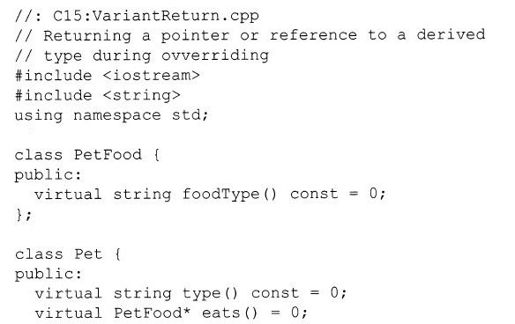 //: C15:VariantReturn.cpp
// Returning a pointer or reference to a derived
// type during ovverriding
#include <iostream>
#include <string>
using namespace std;

class PetFood {
public:
  virtual string foodType() const = 0;
};

class Pet {
public:
  virtual string type() const = 0;
  virtual PetFood* eats() = 0;